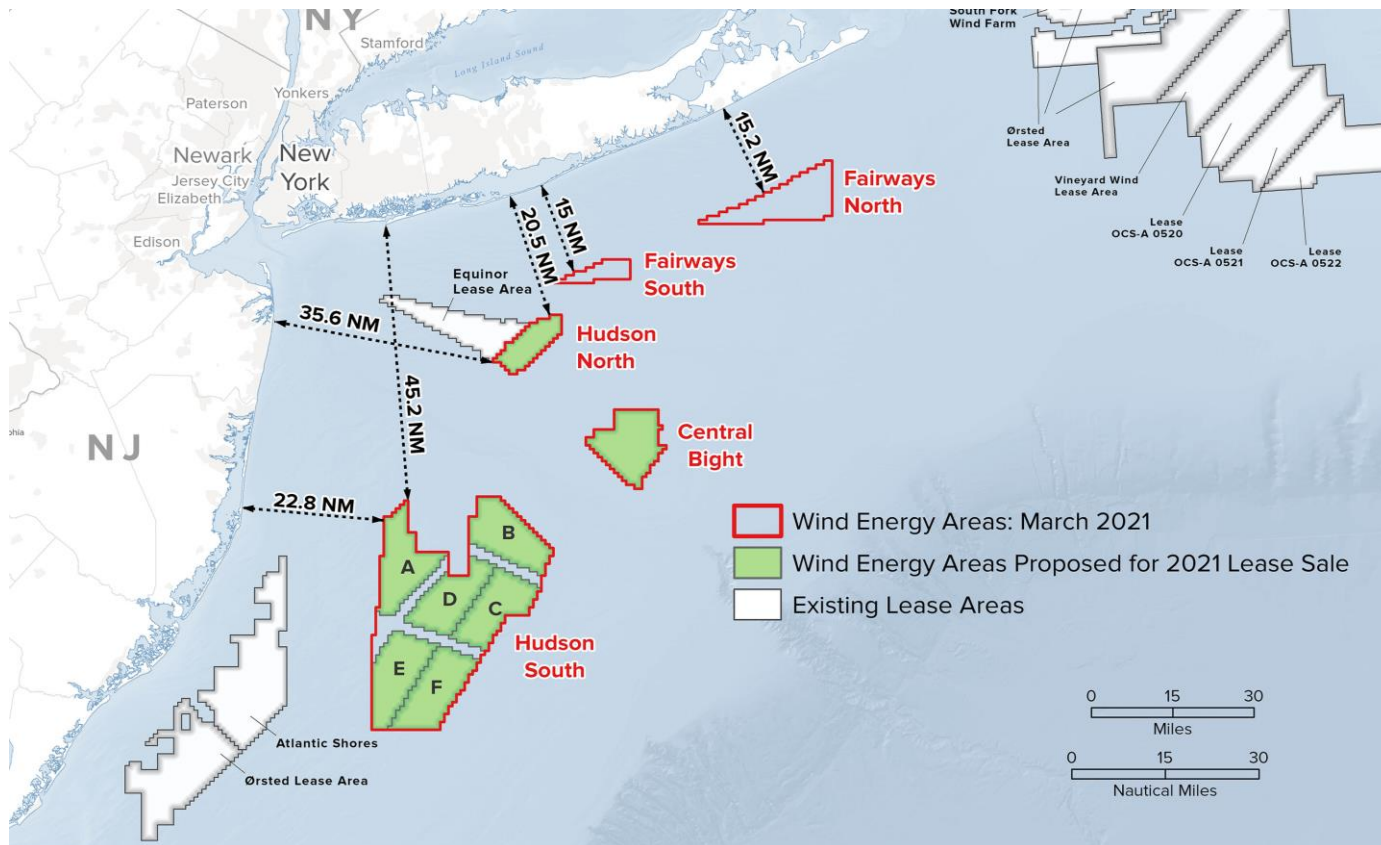 NY
Stamford
Long Island Sound
Yonkers
Paterson
Newark
New
York
Jersey City
Elizabeth
Edison
NJ
South Fork
Wind Farm
Ørsted
Lease Area
Vineyard Wind
Lease Area
Lease
OCS-A 0520
Lease
OCS-A 0521
Lease
OCS-A 0522
15.2 NM
Fairways
North
15 NM
20.5 NM
Fairways
South
Equinor
Lease Area
35.6 NM
Hudson
North
45.2 NM
Central
Bight
22.8 NM
A
B
D
C
E
F
Hudson
South
Atlantic Shores
Ørsted Lease Area
Wind Energy Areas: March 2021
Wind Energy Areas Proposed for 2021 Lease Sale
Existing Lease Areas
0 15 30
Miles
0 15 30
Nautical Miles